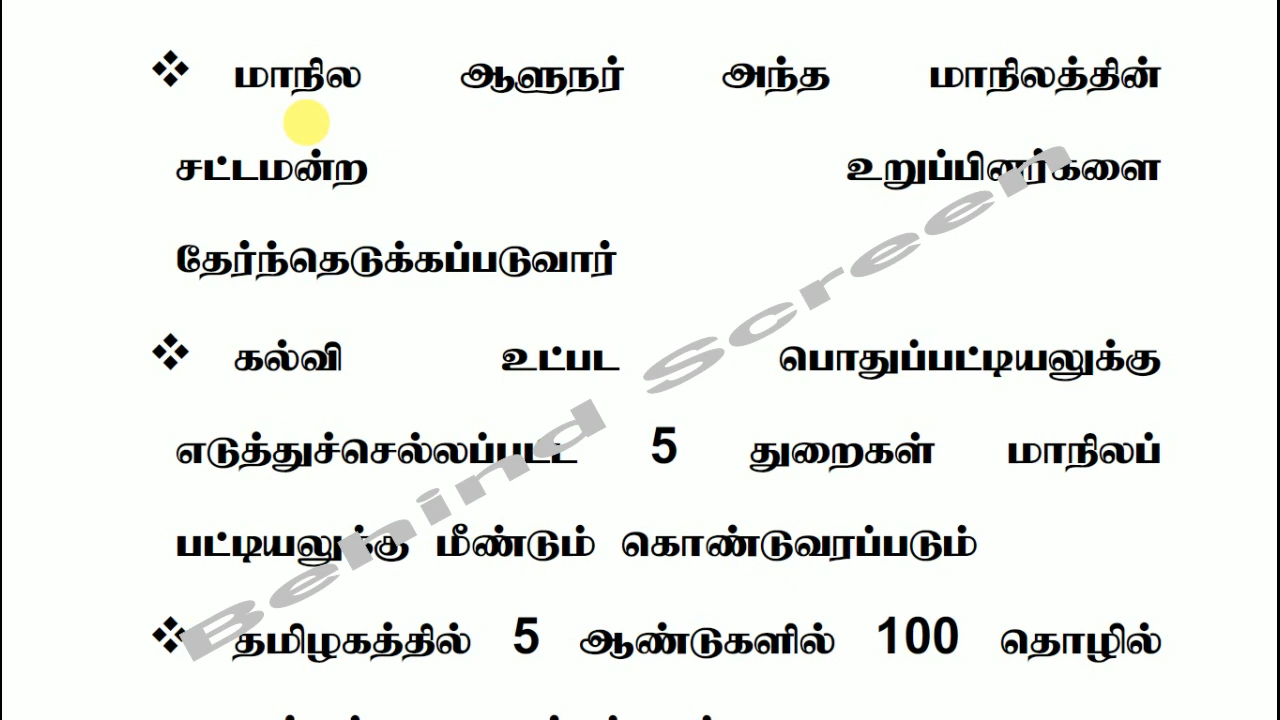 ❖ மாநில ஆளுநர் அந்த மாநிலத்தின்
சட்டமன்ற உறுப்பினர்களை
தேர்ந்தெடுக்கப்படுவார்
❖ கல்வி உட்பட பொதுப்பட்டியலுக்கு
எடுத்துச்செல்லப்பட்ட 5 துறைகள் மாநிலப்
பட்டியலுக்கு மீண்டும் கொண்டுவரப்படும்
❖ தமிழகத்தில் 5 ஆண்டுகளில் 100 தொழில்
Behind Screen